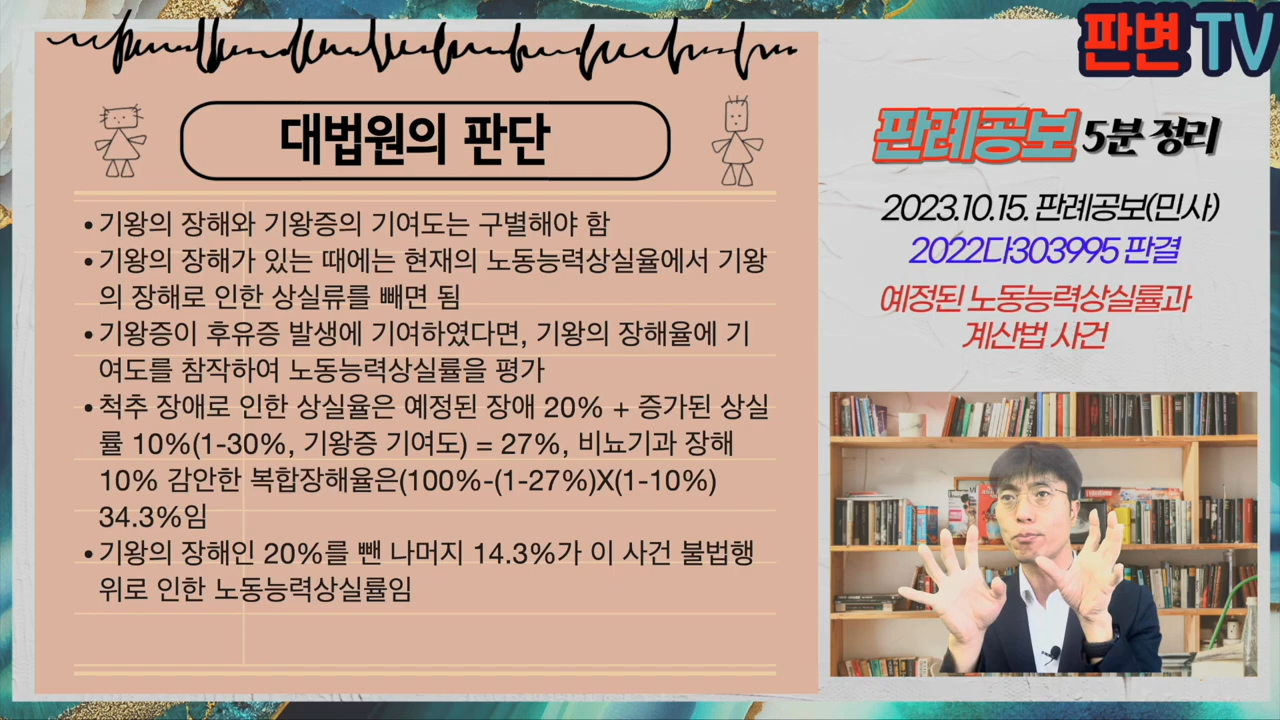 판변 TV
대법원의 판단
• 기왕의 장해와 기왕증의 기여도는 구별해야 함
• 기왕의 장해가 있는 때에는 현재의 노동능력상실율에서 기왕
의 장해로 인한 상실류를 빼면 됨
• 기왕증이 후유증 발생에 기여하였다면, 기왕의 장해율에 기
여도를 참작하여 노동능력상실률을 평가
• 척추 장애로 인한 상실율은 예정된 장애 20% + 증가된 상실
률 10%(1-30%, 기왕증 기여도) = 27%, 비뇨기과 장해
10% 감안한 복합장해율은(100%-(1-27%)X(1-10%)
34.3%임
• 기왕의 장해인 20%를 뺀 나머지 14.3%가 이 사건 불법행
위로 인한 노동능력상실률임
판례공보 5분 정리
2023.10.15. 판례공보(민사)
2022다303995 판결
예정된 노동능력상실률과
계산법 사건